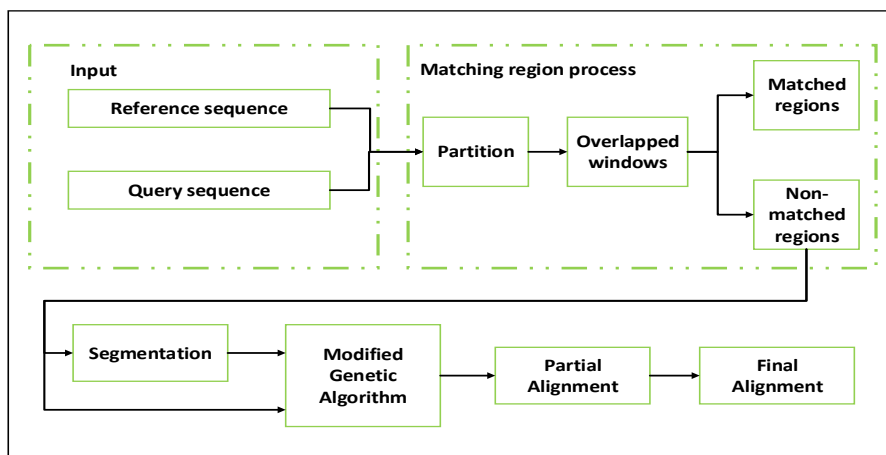 Input
Reference sequence
Query sequence
Matching region process
Partition
Overlapped
windows
Matched
regions
Non-
matched
regions
Segmentation
Modified
Genetic
Algorithm
Partial
Alignment
Final
Alignment